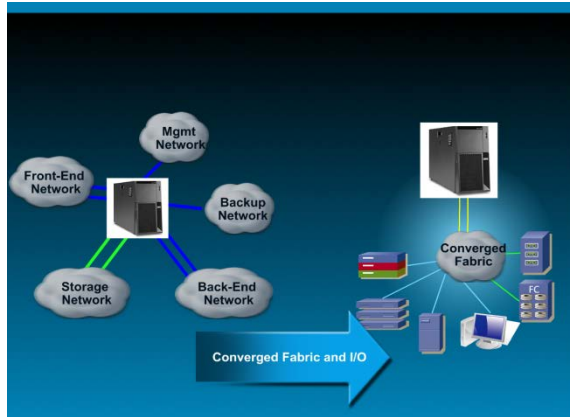 Mgmt
Network
Front-End
Network
Backup
Network
Storage
Network
Back-End
Network
Converged
Fabric
FC
Converged Fabric and I/O